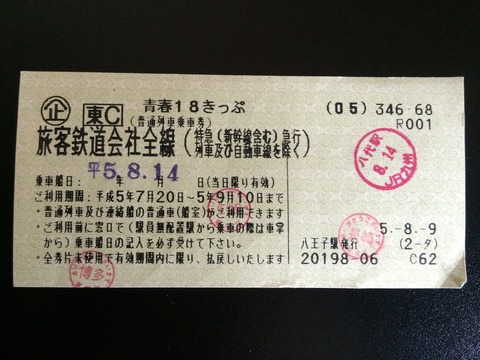 企 東C 青春18きっぷ (05)346-68
(普通列車乗車券) R001
旅客鉄道会社全線(特急(新幹線含む)急行列車及び自動車線を除く)
八代駅
8.14
JR九州
平5.8.14
乗車船日: 年 月 日(当日限り有効)
ご利用期間:平成5年7月20日~5年9月10日まで
・普通列車及び連絡船の普通車(船室)がご利用できます
・ご利用前に窓口で(駅員無配置駅から乗車の際は車掌 5.-8.-9
から)乗車船日の記入を必ず受けて下さい。 八王子駅発行 (2-タ)
・全券片未使用で有効期間内に限り、払戻しいたします 20198-06 C62
博多